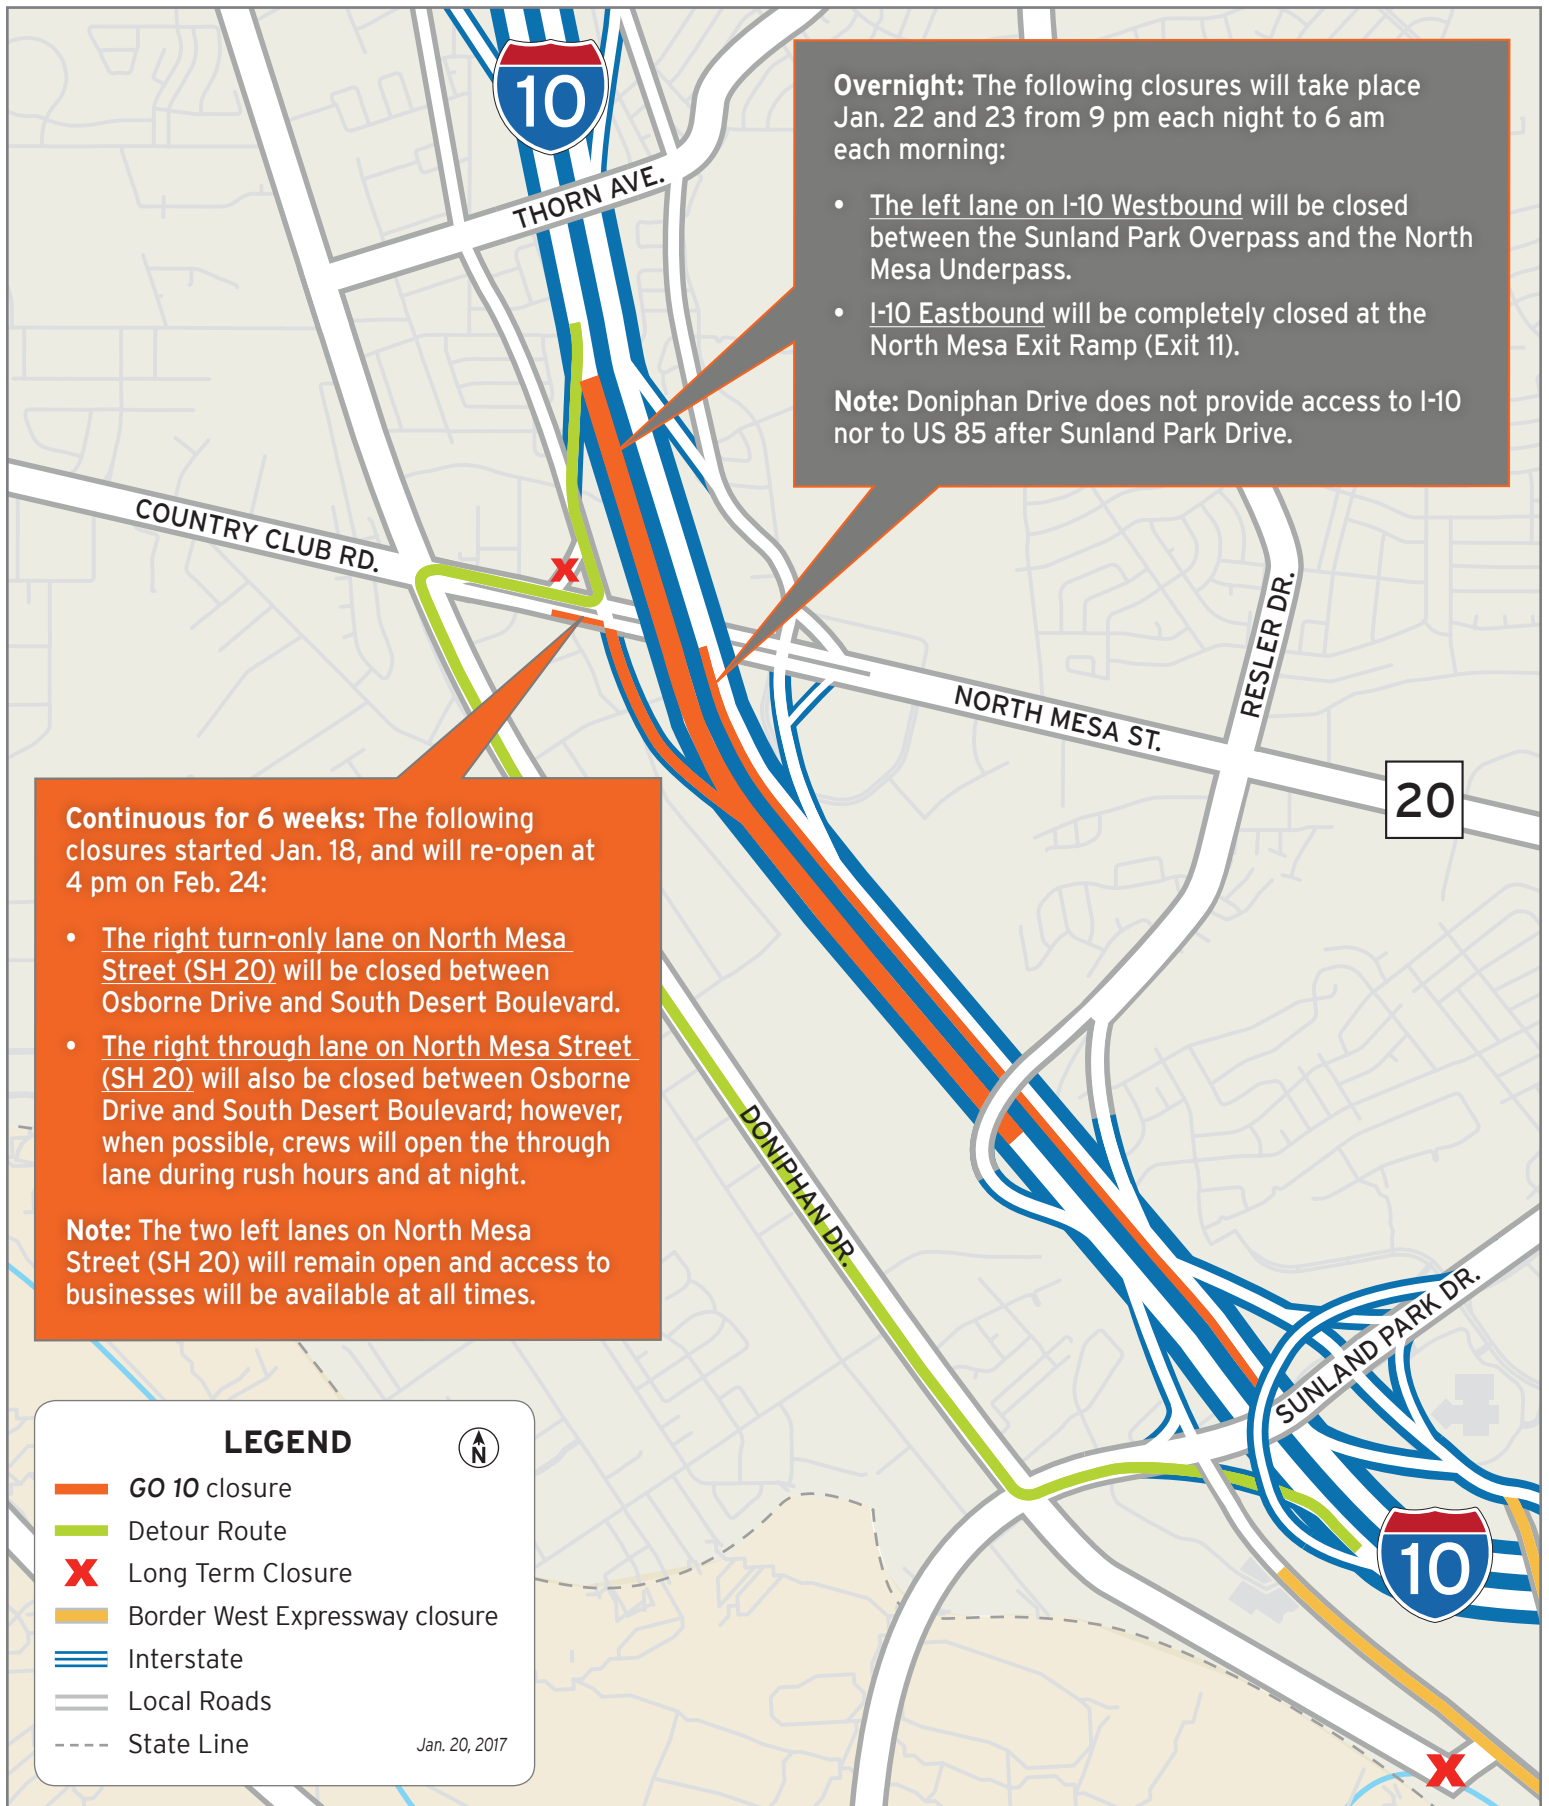 10
THORN AVE.
Overnight: The following closures will take place
Jan. 22 and 23 from 9 pm each night to 6 am
each morning:
• The left lane on I-10 Westbound will be closed
between the Sunland Park Overpass and the North
Mesa Underpass.
• I-10 Eastbound will be completely closed at the
North Mesa Exit Ramp (Exit 11).
Note: Doniphan Drive does not provide access to I-10
nor to US 85 after Sunland Park Drive.
COUNTRY CLUB RD.
RESLER DR.
NORTH MESA ST.
20
Continuous for 6 weeks: The following
closures started Jan. 18, and will re-open at
4 pm on Feb. 24:
• The right turn-only lane on North Mesa
Street (SH 20) will be closed between
Osborne Drive and South Desert Boulevard.
• The right through lane on North Mesa Street
(SH 20) will also be closed between Osborne
Drive and South Desert Boulevard; however,
when possible, crews will open the through
lane during rush hours and at night.
Note: The two left lanes on North Mesa
Street (SH 20) will remain open and access to
businesses will be available at all times.
DONIPHAN DR.
SUNLAND PARK DR.
10
LEGEND
N
GO 10 closure
Detour Route
X Long Term Closure
Border West Expressway closure
Interstate
Local Roads
State Line
Jan. 20, 2017